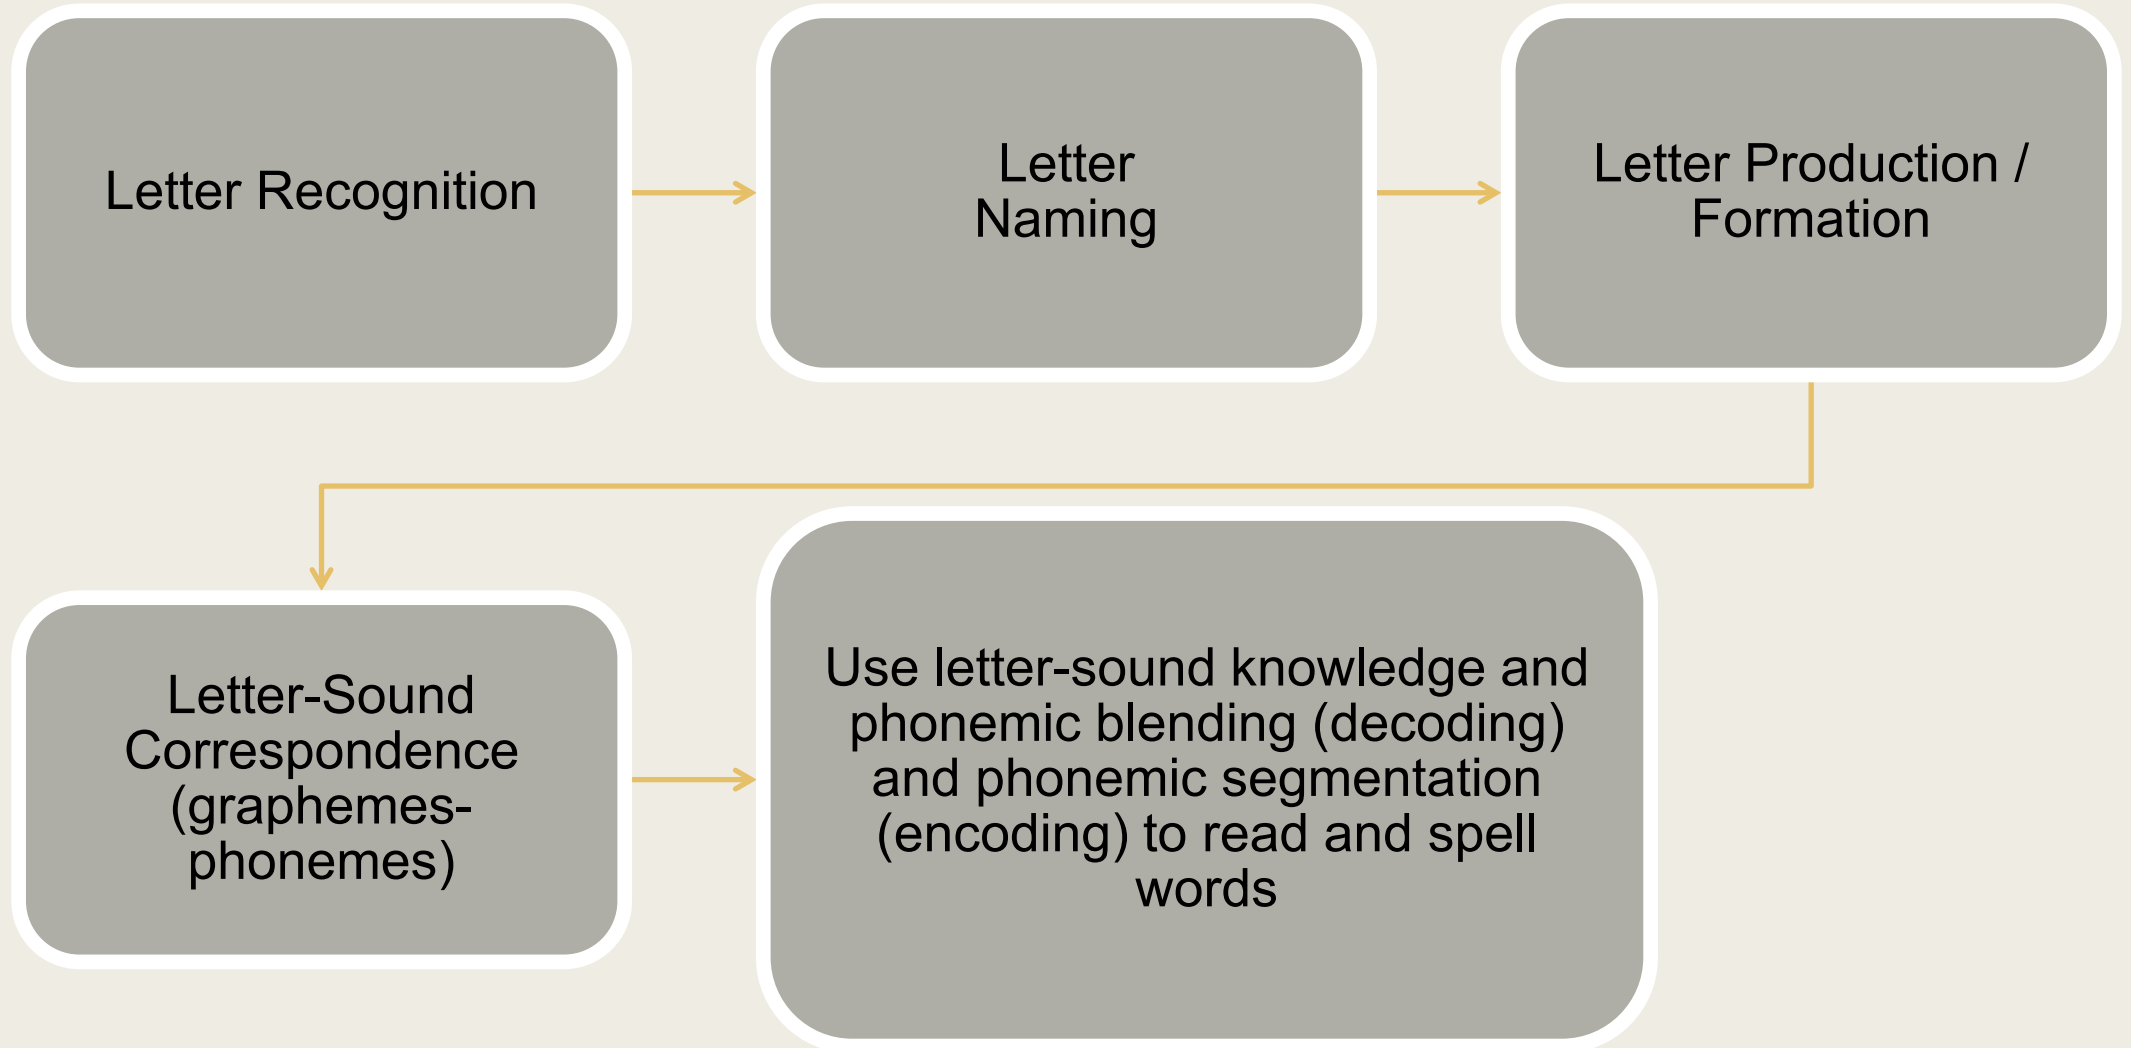 Letter Recognition
Letter
Naming
Letter Production /
Formation
Letter-Sound
Correspondence
(graphemes-
phonemes)
Use letter-sound knowledge and
phonemic blending (decoding)
and phonemic segmentation
(encoding) to read and spell
words